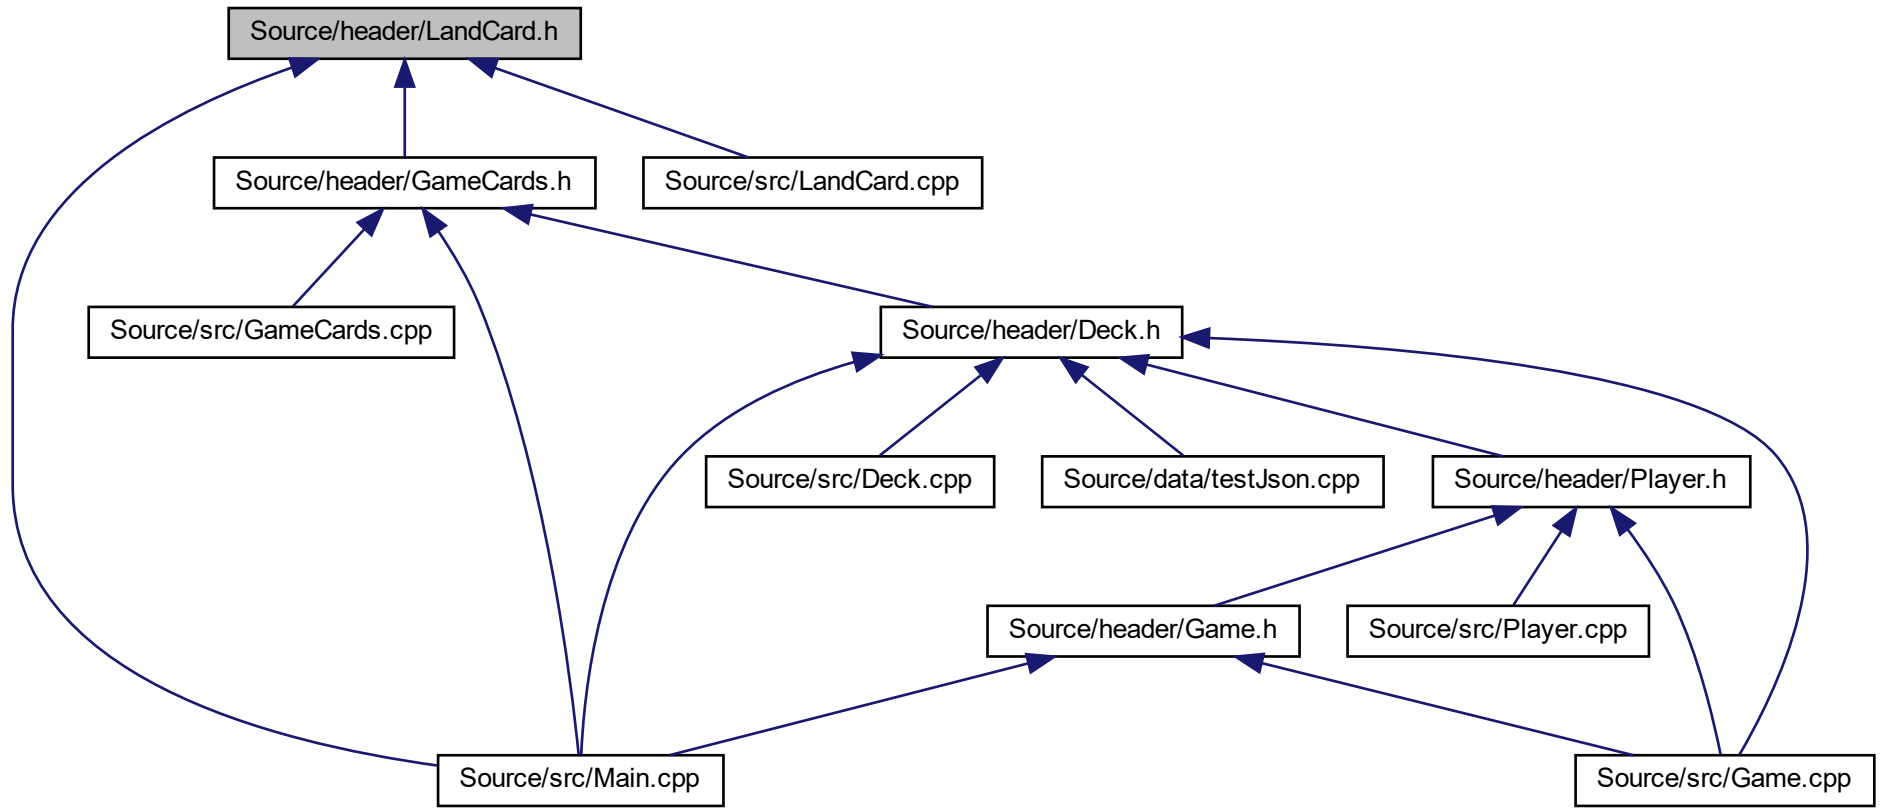 Source/header/LandCard.h
Source/header/GameCards.h
Source/src/LandCard.cpp
Source/src/GameCards.cpp
Source/header/Deck.h
Source/src/Deck.cpp
Source/data/testJson.cpp
Source/header/Player.h
Source/header/Game.h
Source/src/Player.cpp
Source/src/Main.cpp
Source/src/Game.cpp